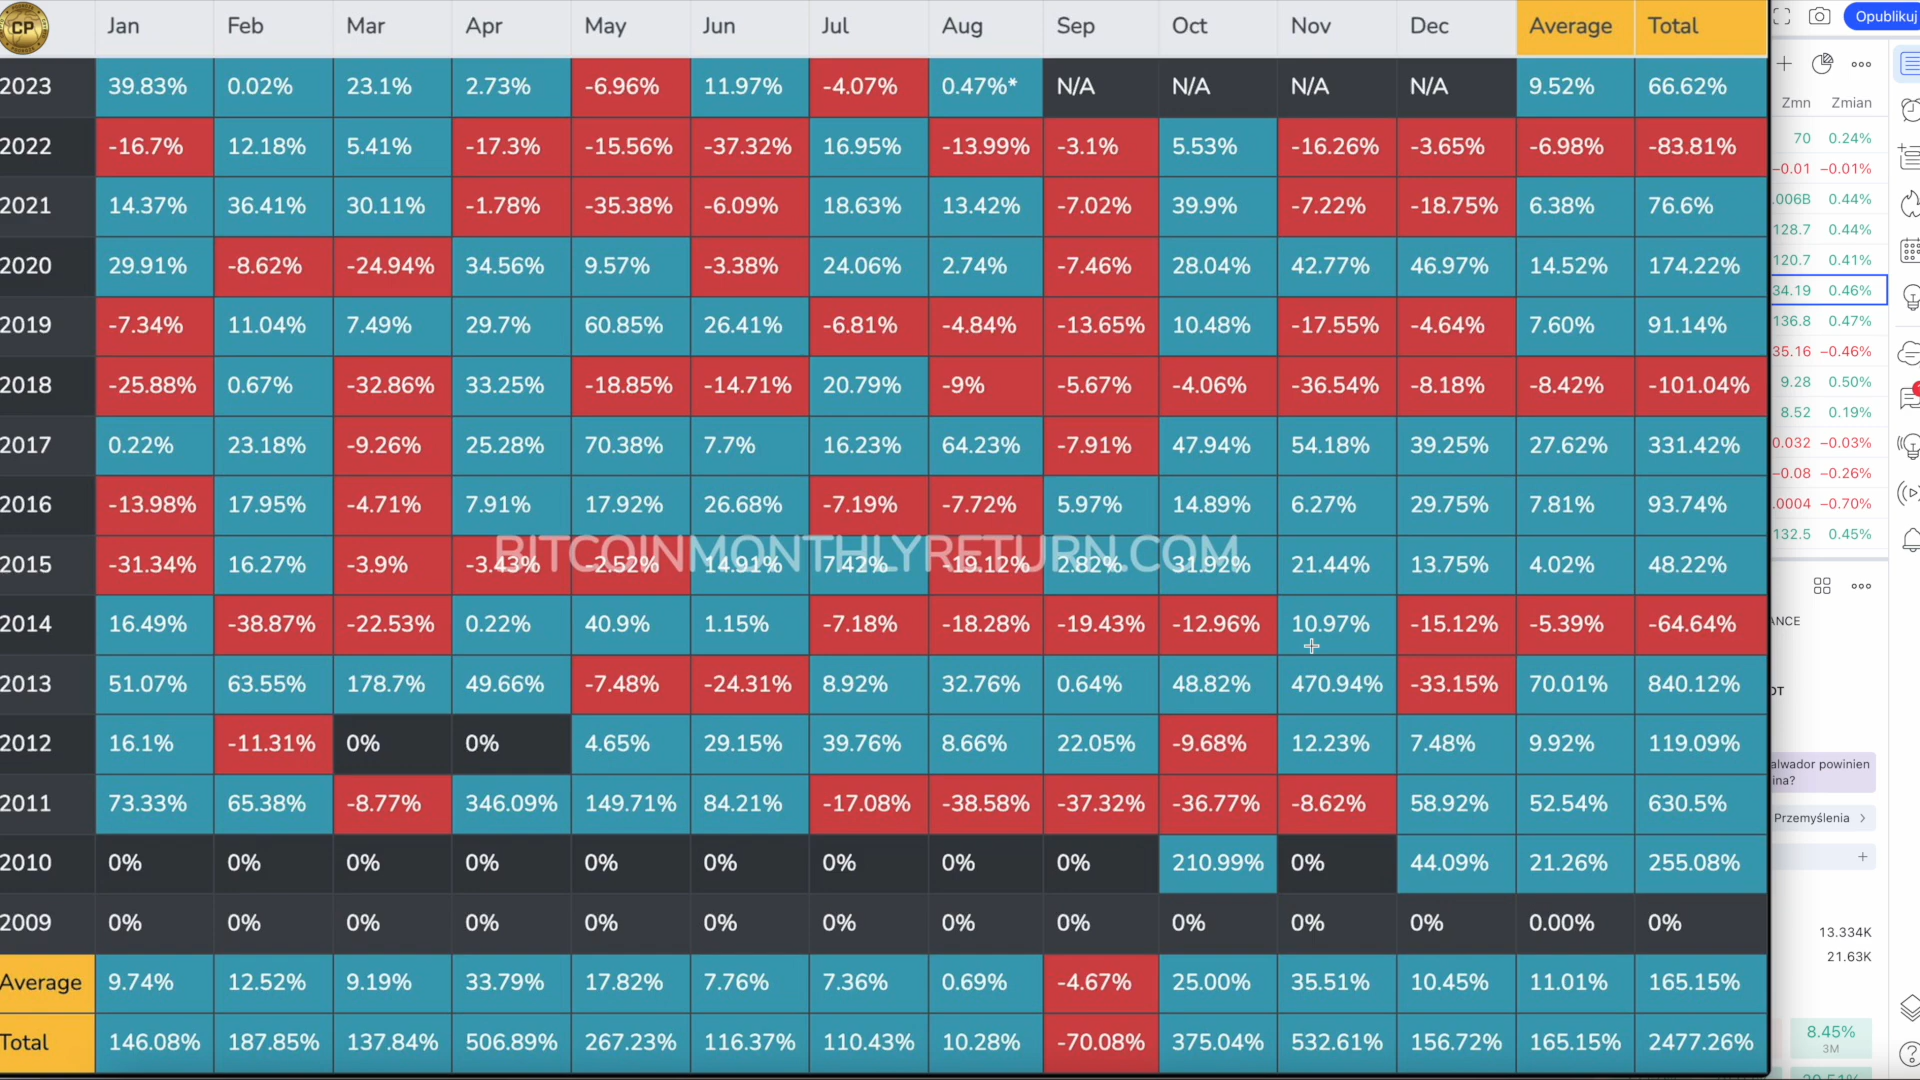 CP Jan Feb Mar Apr May Jun Jul Aug Sep Oct Nov Dec Average Total
2023 39.83% 0.02% 23.1% 2.73% -6.96% 11.97% -4.07% 0.47%* N/A N/A N/A N/A 9.52% 66.62%
2022 -16.7% 12.18% 5.41% -17.3% -15.56% -37.32% 16.95% -13.99% -3.1% 5.53% -16.26% -3.65% -6.98% -83.81%
2021 14.37% 36.41% 30.11% -1.78% -35.38% -6.09% 18.63% 13.42% -7.02% 39.9% -7.22% -18.75% 6.38% 76.6%
2020 29.91% -8.62% -24.94% 34.56% 9.57% -3.38% 24.06% 2.74% -7.46% 28.04% 42.77% 46.97% 14.52% 174.22%
2019 -7.34% 11.04% 7.49% 29.7% 60.85% 26.41% -6.81% -4.84% -13.65% 10.48% -17.55% -4.64% 7.60% 91.14%
2018 -25.88% 0.67% -32.86% 33.25% -18.85% -14.71% 20.79% -9% -5.67% -4.06% -36.54% -8.18% -8.42% -101.04%
2017 0.22% 23.18% -9.26% 25.28% 70.38% 7.7% 16.23% 64.23% -7.91% 47.94% 54.18% 39.25% 27.62% 331.42%
2016 -13.98% 17.95% -4.71% 7.91% 17.92% 26.68% -7.19% -7.72% 5.97% 14.89% 6.27% 29.75% 7.81% 93.74%
BITCOINMONTHLYRETURN.COM
2015 -31.34% 16.27% -3.9% -3.43% -2.52% 14.91% 7.42% -19.12% 2.82% 31.92% 21.44% 13.75% 4.02% 48.22%
2014 16.49% -38.87% -22.53% 0.22% 40.9% 1.15% -7.18% -18.28% -19.43% -12.96% 10.97% -15.12% -5.39% -64.64%
2013 51.07% 63.55% 178.7% 49.66% -7.48% -24.31% 8.92% 32.76% 0.64% 48.82% 470.94% -33.15% 70.01% 840.12%
2012 16.1% -11.31% 0% 0% 4.65% 29.15% 39.76% 8.66% 22.05% -9.68% 12.23% 7.48% 9.92% 119.09%
2011 73.33% 65.38% -8.77% 346.09% 149.71% 84.21% -17.08% -38.58% -37.32% -36.77% -8.62% 58.92% 52.54% 630.5%
2010 0% 0% 0% 0% 0% 0% 0% 0% 0% 210.99% 0% 44.09% 21.26% 255.08%
2009 0% 0% 0% 0% 0% 0% 0% 0% 0% 0% 0% 0% 0.00% 0%
Average 9.74% 12.52% 9.19% 33.79% 17.82% 7.76% 7.36% 0.69% -4.67% 25.00% 35.51% 10.45% 11.01% 165.15%
Total 146.08% 187.85% 137.84% 506.89% 267.23% 116.37% 110.43% 10.28% -70.08% 375.04% 532.61% 156.72% 165.15% 2477.26%
Opublikuj
Zmn Zmian
70 0.24%
-0.01 -0.01%
.006B 0.44%
128.7 0.44%
120.7 0.41%
34.19 0.46%
136.8 0.47%
35.16 -0.46%
9.28 0.50%
8.52 0.19%
0.032 -0.03%
-0.08 -0.26%
.0004 -0.70%
132.5 0.45%
ANCE
DT
alwador powinien
ina?
Przemyślenia
13.334K
21.63K
8.45%
3M